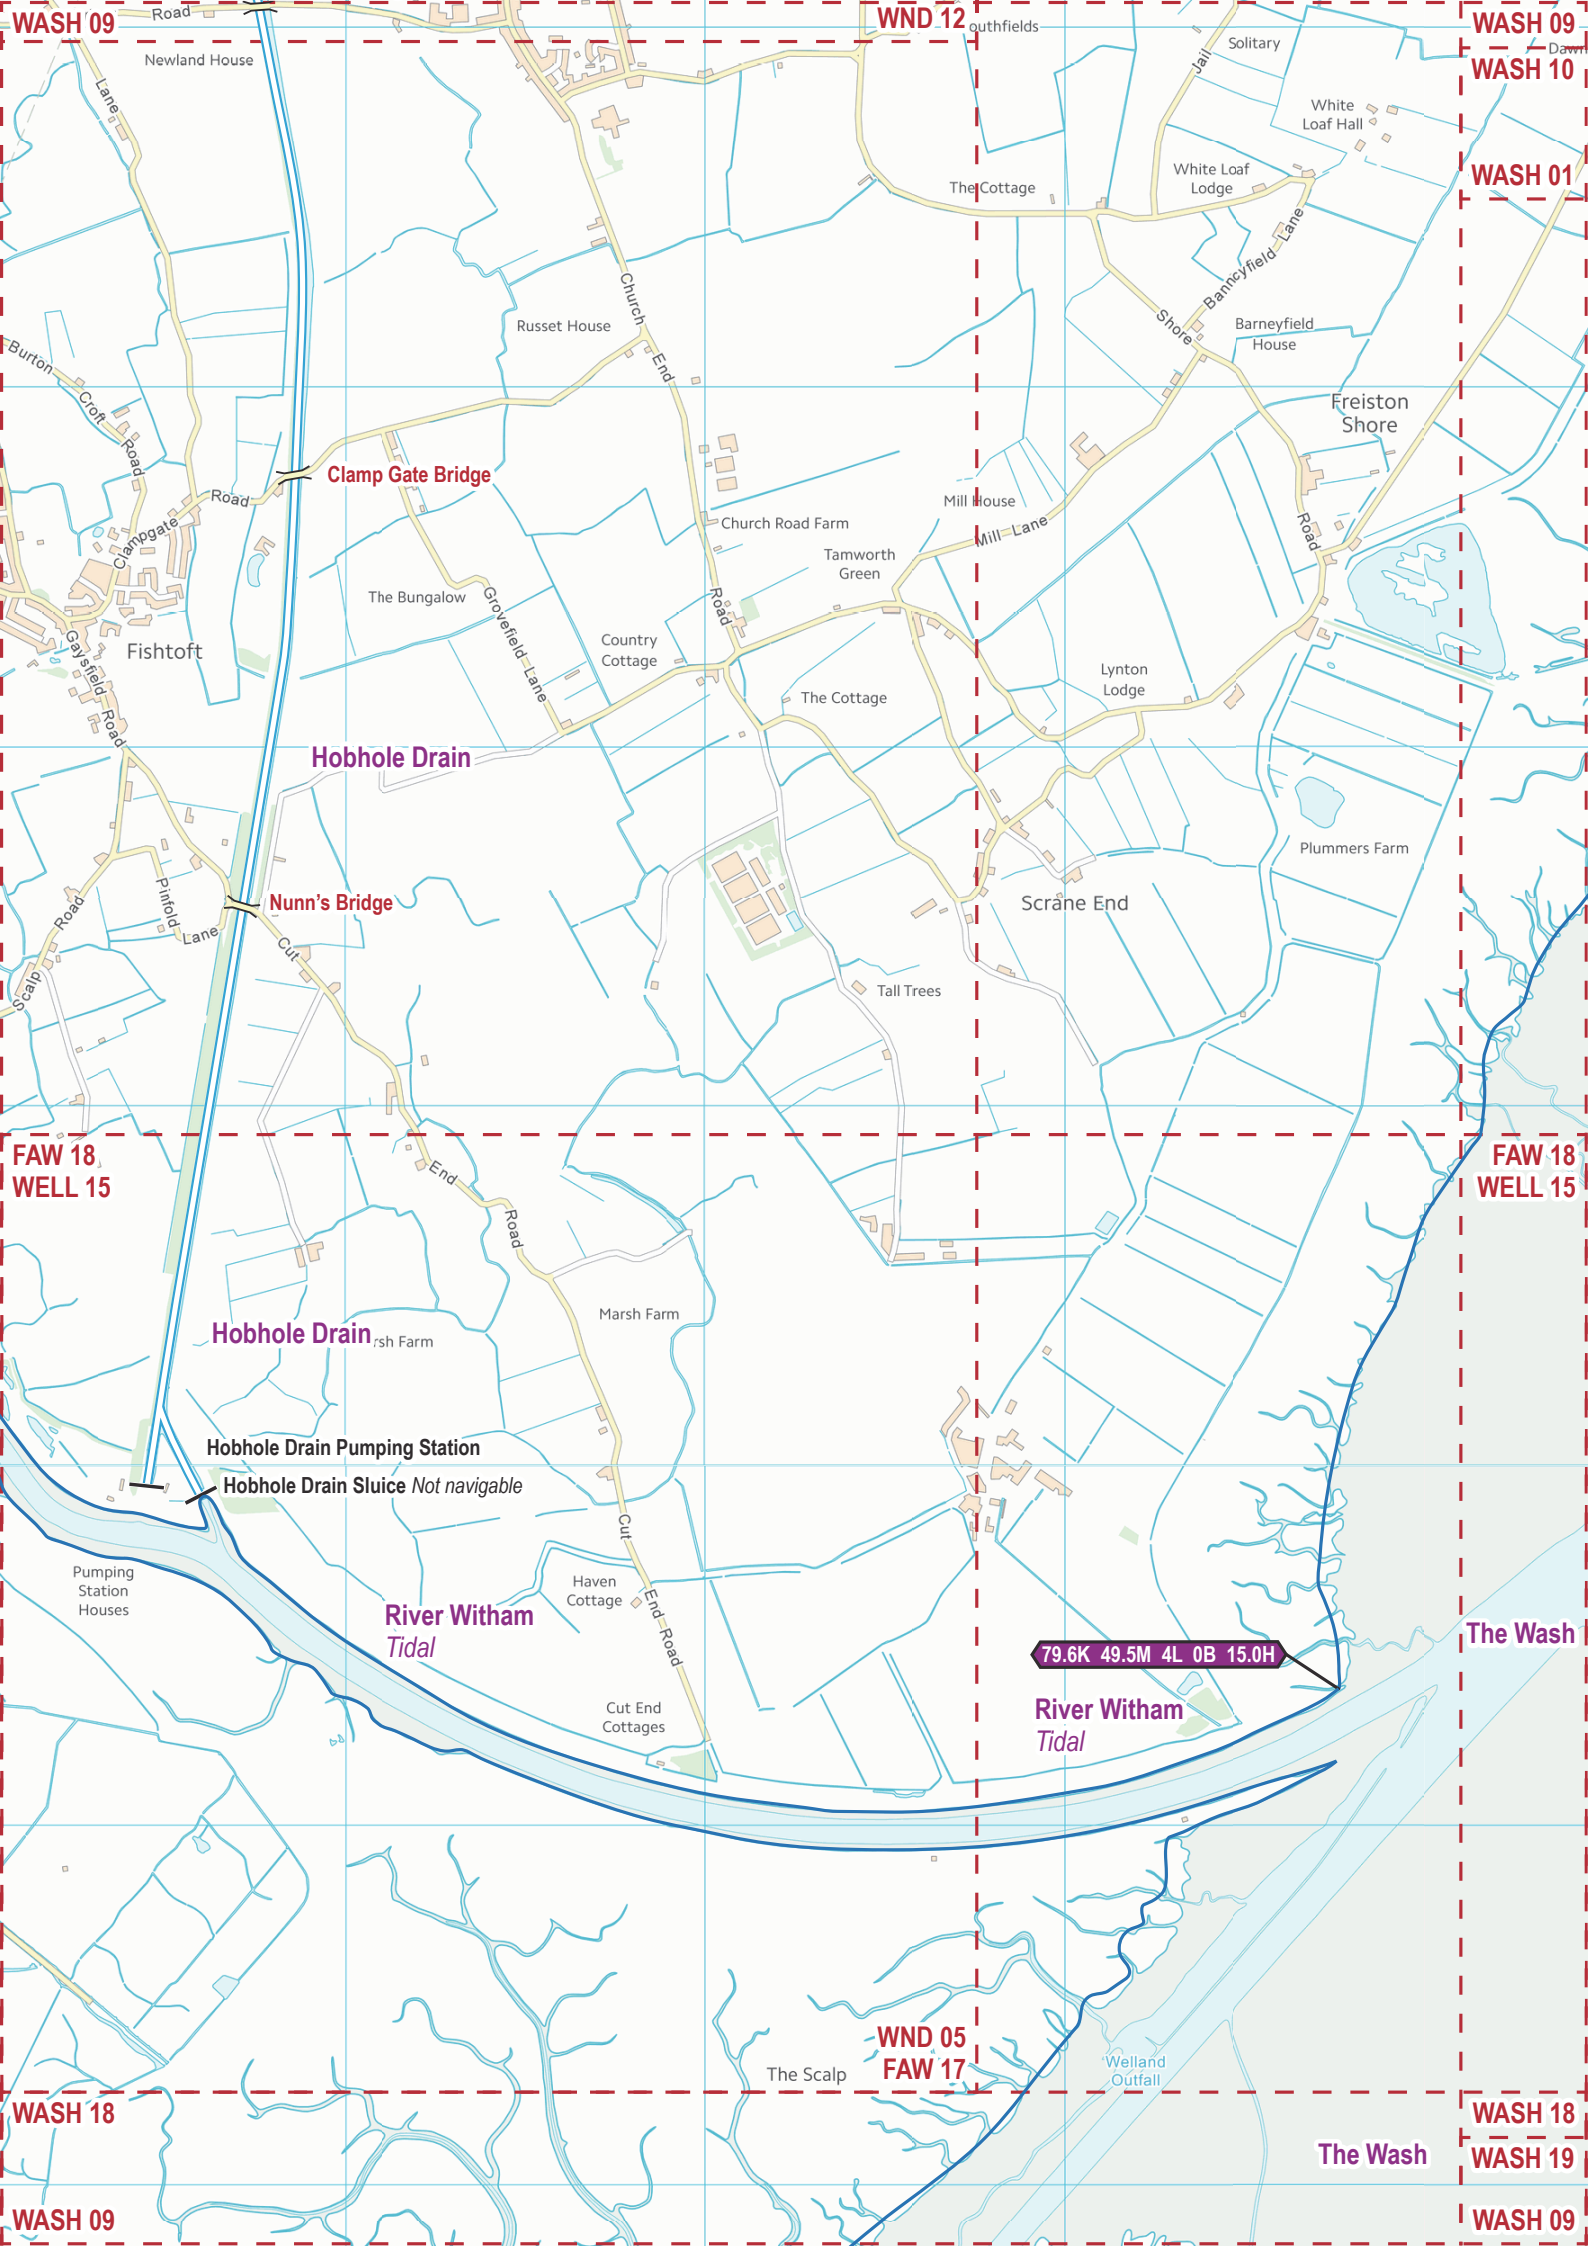 WASH 09
Road
WND 12
outhfields
WASH 09
Newland House
Jail
Solitary
WASH 10
Lane
White
Loaf Hall
White Loaf
Lodge
WASH 01
The Cottage
Church
Lane
Russet House
Shore
Barneyfield
House
Burton
End
Croft
Freiston
Shore
Road
Clamp Gate Bridge
Road
Mill House
Clampgate
Church Road Farm
Mill Lane
Road
Tamworth
Green
The Bungalow
Grovefield Lane
Road
Country
Cottage
Fishtoft
Gaysfield
Road
Lynton
Lodge
The Cottage
Hobhole Drain
Plummers Farm
Pinfold
Lane
Nunn's Bridge
Road
Scrane End
Cut
Scalp
Tall Trees
FAW 18
WELL 15
FAW 18
WELL 15
End
Road
Marsh Farm
Hobhole Drain
rsh Farm
Hobhole Drain Pumping Station
Hobhole Drain Sluice Not navigable
Cut
Pumping
Station
Houses
Haven
Cottage
End Road
River Witham
Tidal
The Wash
79.6K 49.5M 4L 0B 15.0H
River Witham
Tidal
Cut End
Cottages
WND 05
FAW 17
Welland
Outfall
The Scalp
WASH 18
WASH 18
The Wash
WASH 19
WASH 09
WASH 09